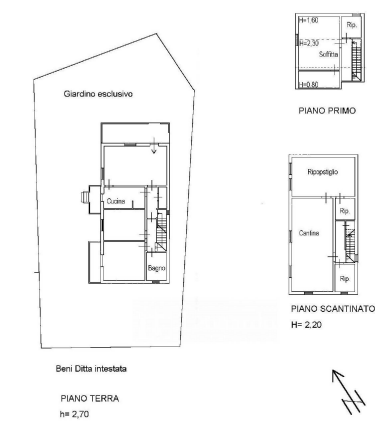 H=1,60
Rip.
H=2,30
Soffitta
H=0.80
PIANO PRIMO
Giardino esclusivo
Cucina
Bagno
Ripopstiglio
Rip.
Cantina
Rip.
PIANO SCANTINATO
H= 2,20
Beni Ditta intestata
PIANO TERRA
h= 2,70